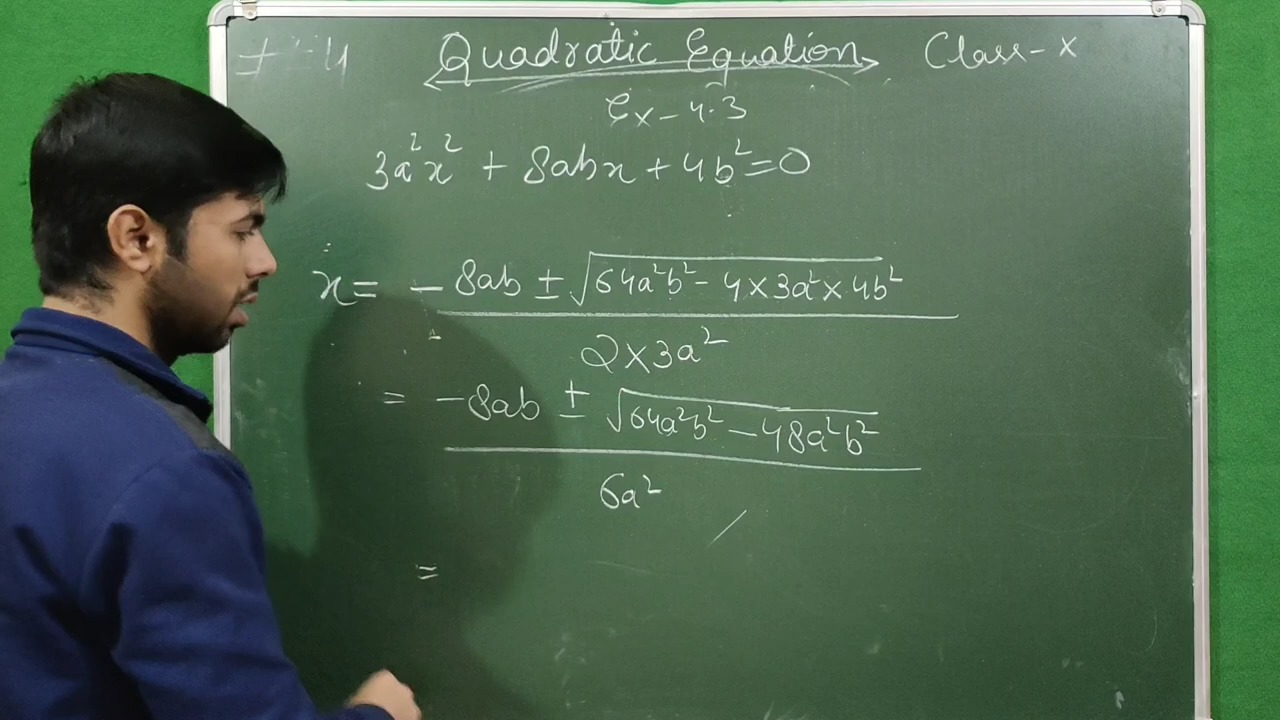 Quadratic Equation Class-X
Ex-4.3
3a²x² + 8abx + 4b² = 0
x = -8ab ± √64a²b² - 4×3a²×4b²
2×3a²
= -8ab ± √64a²b² - 48a²b²
6a²
=